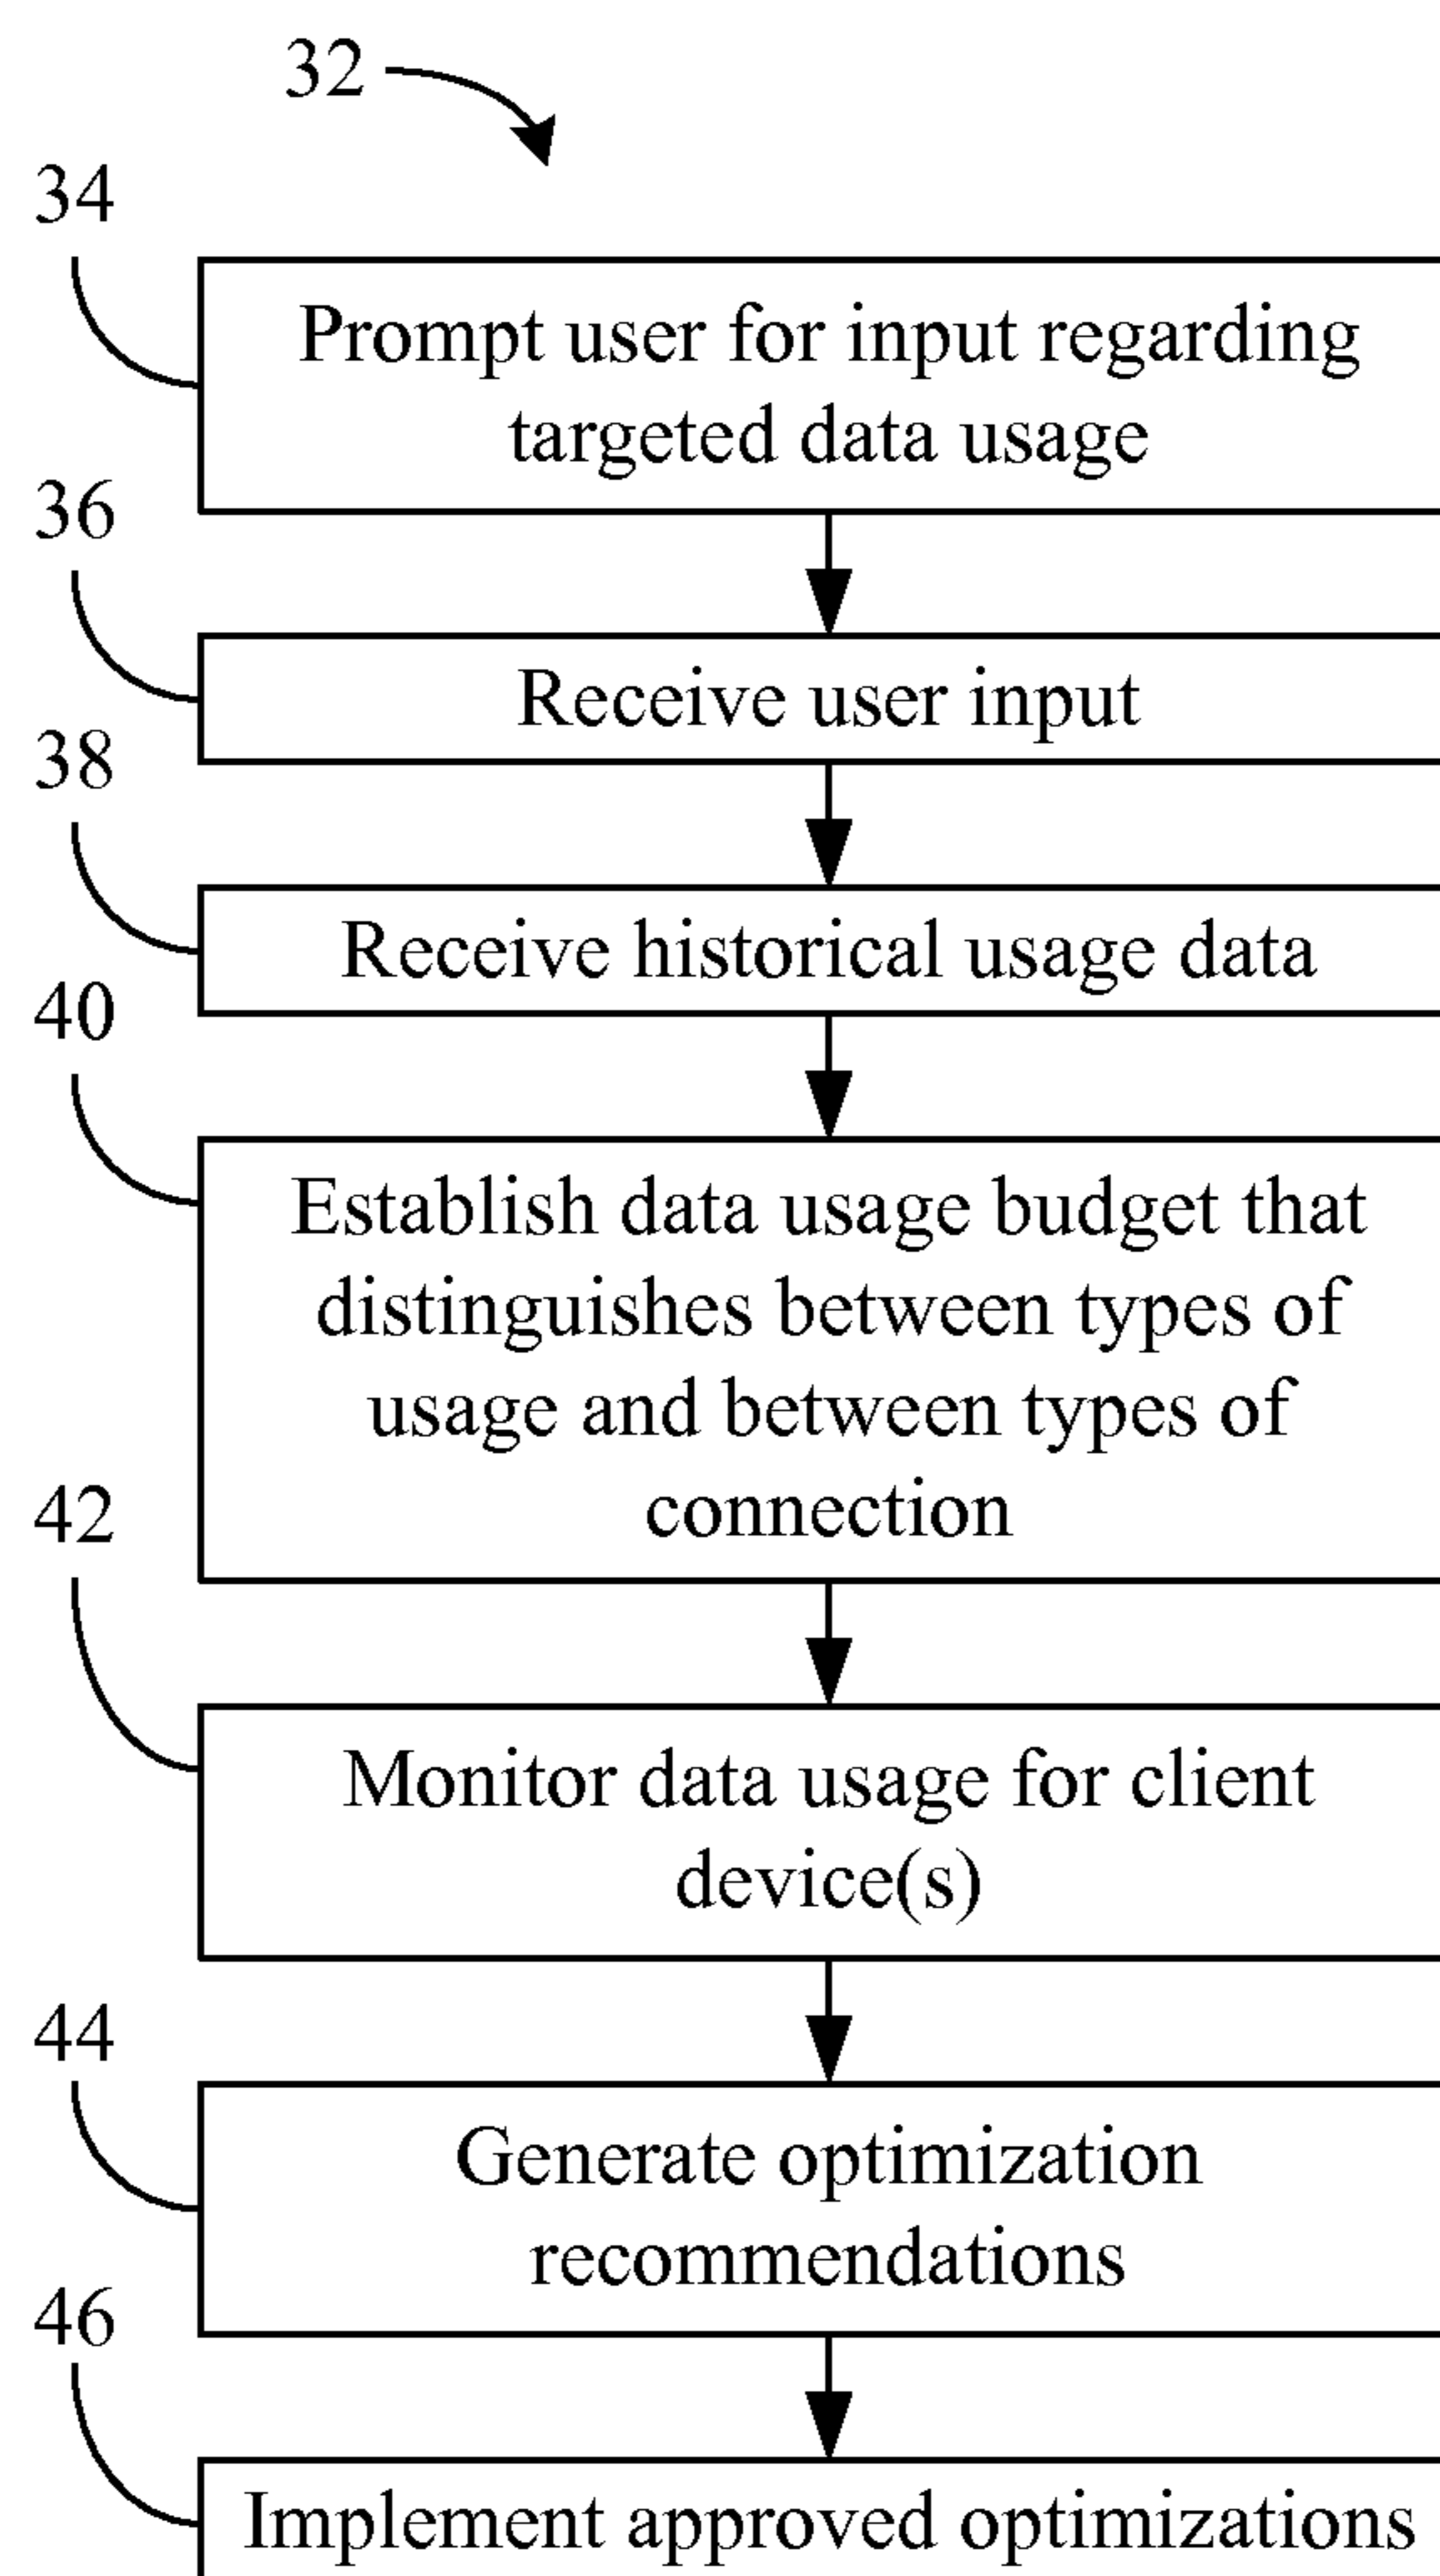 32
34
Prompt user for input regarding
targeted data usage
36
Receive user input
38
Receive historical usage data
40
Establish data usage budget that
distinguishes between types of
usage and between types of
connection
42
Monitor data usage for client
device(s)
44
Generate optimization
recommendations
46
Implement approved optimizations